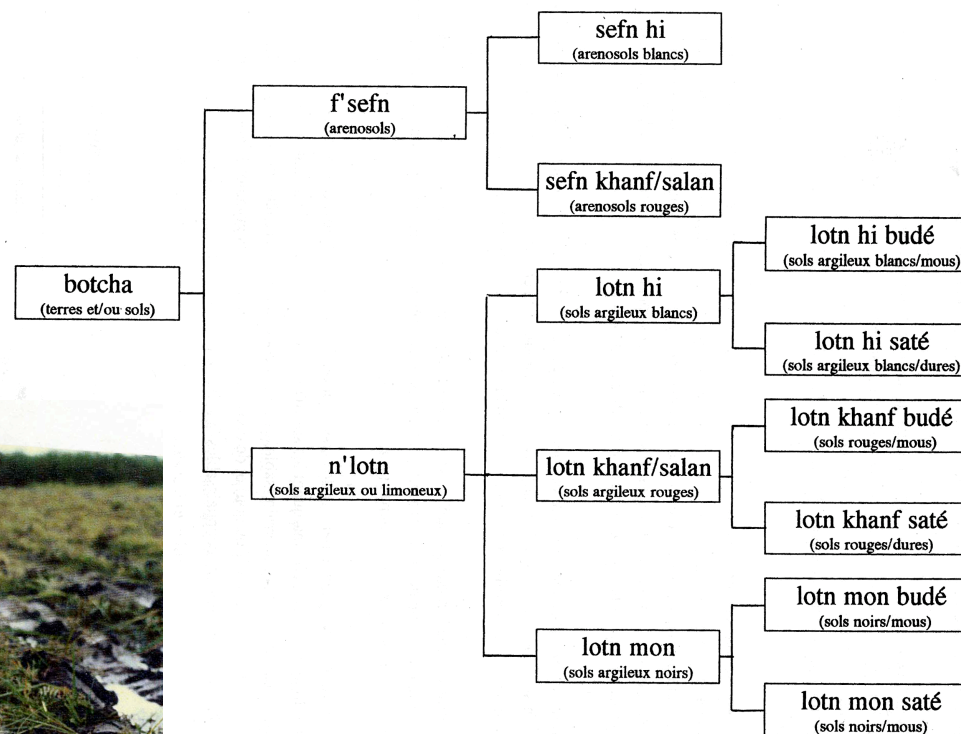 sefn hi
(arenosols blancs)
f'sefn
(arenosols)
sefn khanf/salan
(arenosols rouges)
botcha
(terres et/ou sols)
lotn hi
(sols argileux blancs)
lotn hi budé
(sols argileux blancs/mous)
lotn hi saté
(sols argileux blancs/dures)
n'lotn
(sols argileux ou limoneux)
lotn khanf/salan
(sols argileux rouges)
lotn khanf budé
(sols rouges/mous)
lotn khanf saté
(sols rouges/dures)
lotn mon
(sols argileux noirs)
lotn mon budé
(sols noirs/mous)
lotn mon saté
(sols noirs/mous)